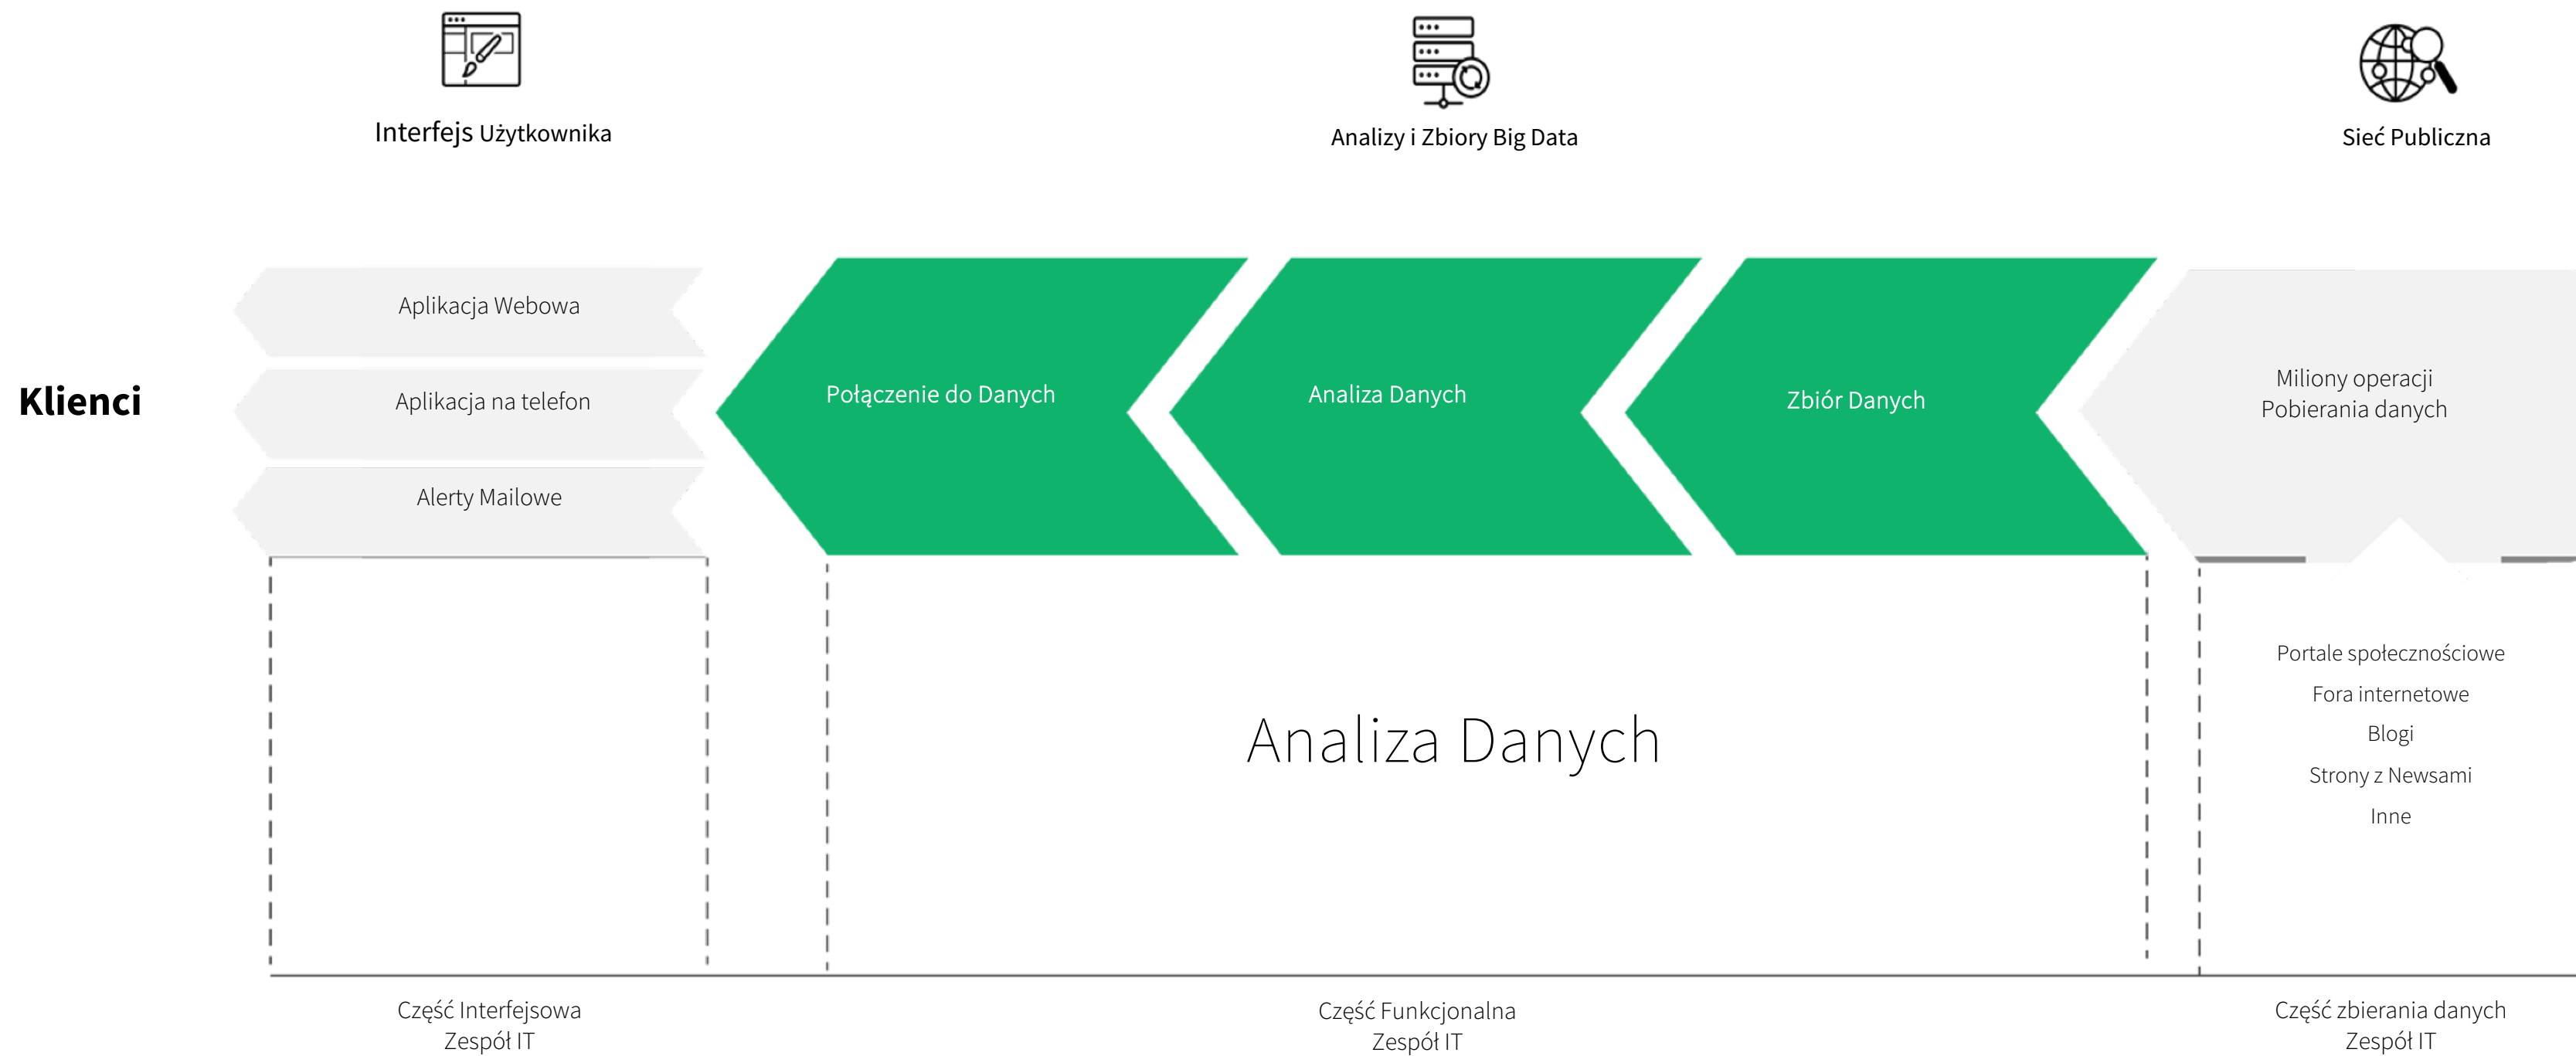 Interfejs Użytkownika
Analizy i Zbiory Big Data
Sieć Publiczna
Klienci
Aplikacja Webowa
Aplikacja na telefon
Alerty Mailowe
Połączenie do Danych
Analiza Danych
Zbiór Danych
Miliony operacji
Pobierania danych
Analiza Danych
Portale społecznościowe
Fora internetowe
Blogi
Strony z Newsami
Inne
Część Interfejsowa
Zespół IT
Część Funkcjonalna
Zespół IT
Część zbierania danych
Zespół IT